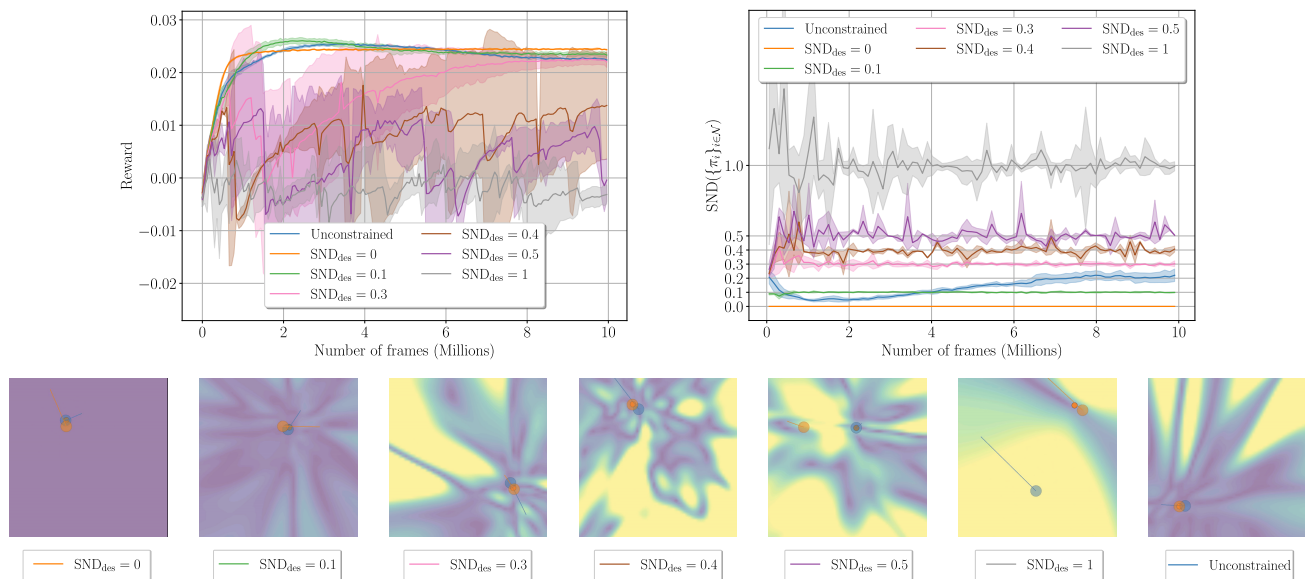 0.03
0.02
0.01
0.00
−0.01
−0.02
Reward
0 2 4 6 8 10
Number of frames (Millions)
Unconstrained
SND_des = 0
SND_des = 0.1
SND_des = 0.3
SND_des = 0.4
SND_des = 0.5
SND_des = 1
1.0
0.5
0.4
0.3
0.2
0.1
0.0
SND({π_i}_{i∈𝒩})
0 2 4 6 8 10
Number of frames (Millions)
Unconstrained
SND_des = 0
SND_des = 0.1
SND_des = 0.3
SND_des = 0.4
SND_des = 0.5
SND_des = 1
SND_des = 0
SND_des = 0.1
SND_des = 0.3
SND_des = 0.4
SND_des = 0.5
SND_des = 1
Unconstrained